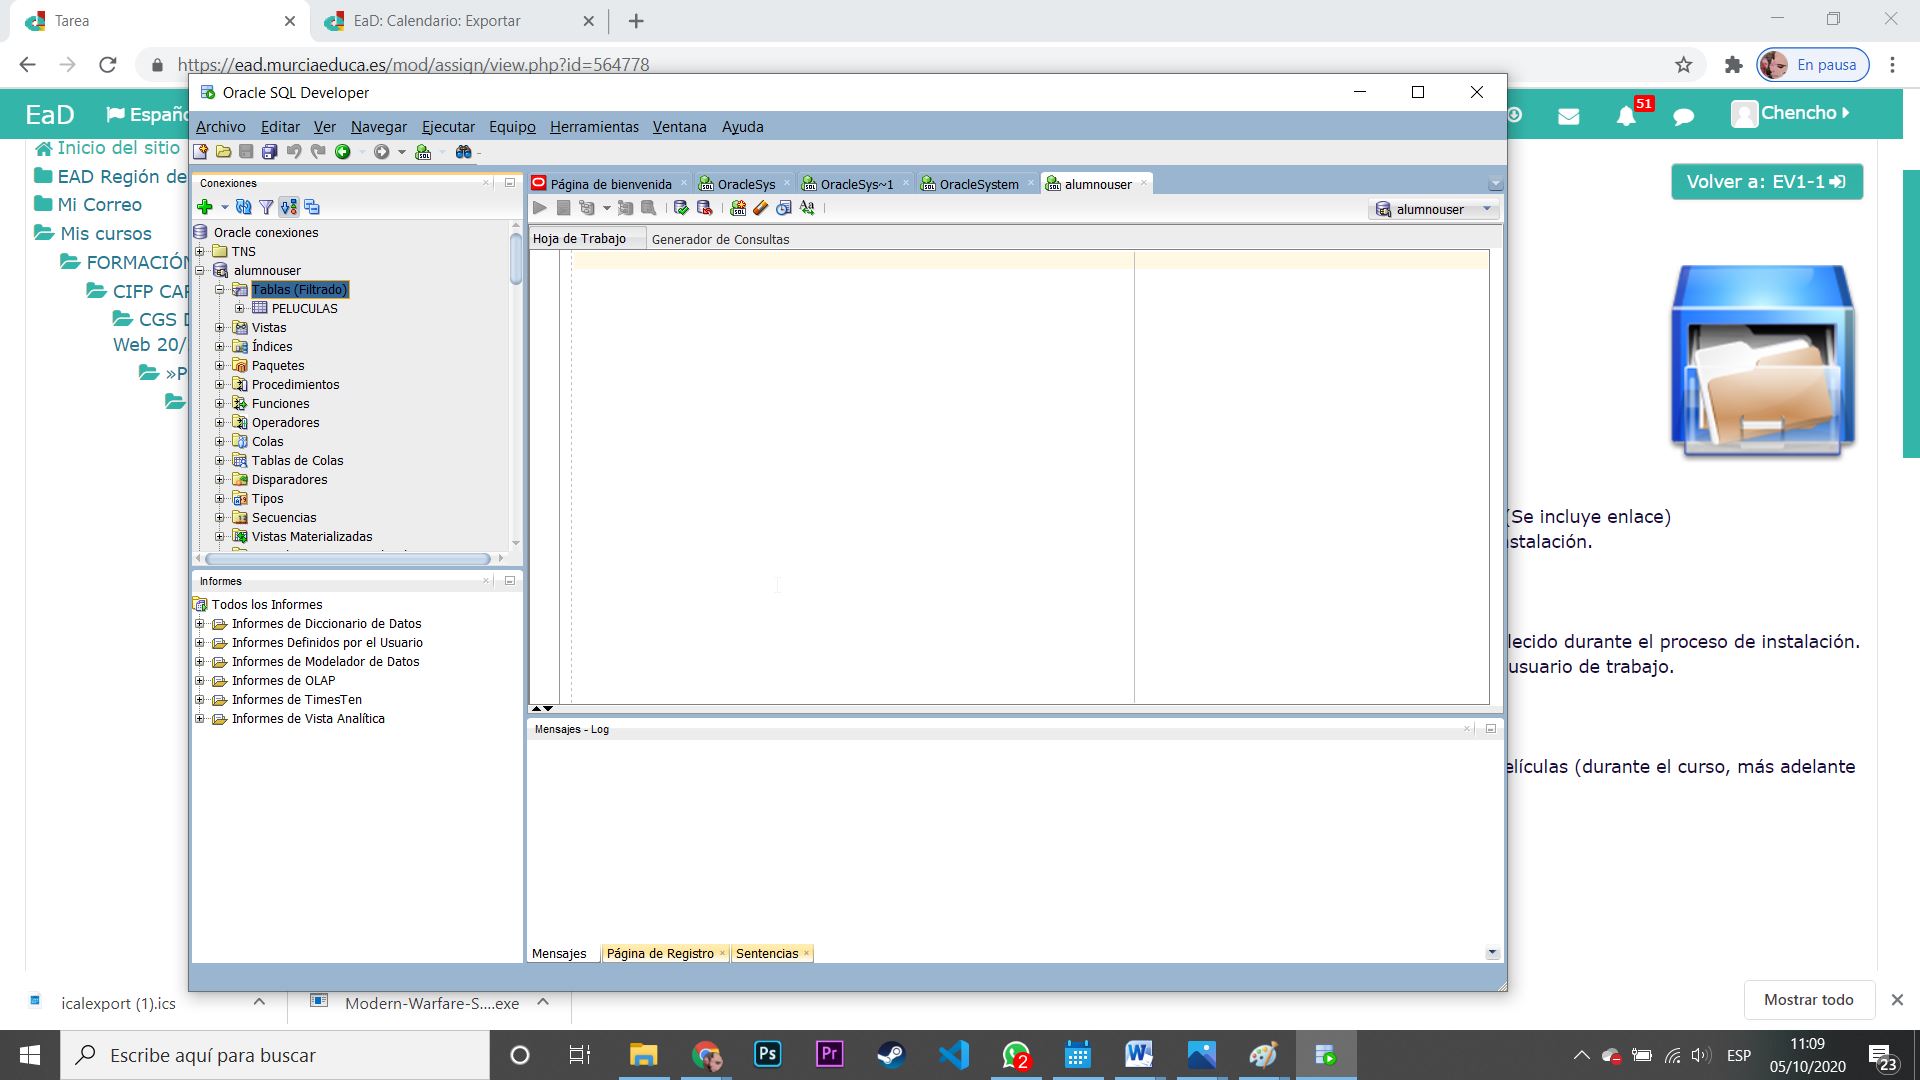 Tarea
EaD: Calendario: Exportar
https://ead.murciaeduca.es/mod/assign/view.php?id=564778
En pausa
EaD
Españo
51
Chencho
Inicio del sitio
EAD Región de
Mi Correo
Mis cursos
FORMACIÓN
CIFP CAR
CGS D
Web 20/
»P
Volver a: EV1-1
(Se incluye enlace)
stalación.
lecido durante el proceso de instalación.
usuario de trabajo.
elículas (durante el curso, más adelante
Oracle SQL Developer
Archivo Editar Ver Navegar Ejecutar Equipo Herramientas Ventana Ayuda
Conexiones
Oracle conexiones
TNS
alumnouser
Tablas (Filtrado)
PELUCULAS
Vistas
Índices
Paquetes
Procedimientos
Funciones
Operadores
Colas
Tablas de Colas
Disparadores
Tipos
Secuencias
Vistas Materializadas
Informes
Todos los Informes
Informes de Diccionario de Datos
Informes Definidos por el Usuario
Informes de Modelador de Datos
Informes de OLAP
Informes de TimesTen
Informes de Vista Analítica
Página de bienvenida OracleSys OracleSys~1 OracleSystem alumnouser
alumnouser
Hoja de Trabajo Generador de Consultas
Mensajes - Log
Mensajes Página de Registro Sentencias
icalexport (1).ics
Modern-Warfare-S....exe
Mostrar todo
Escribe aquí para buscar
Ps
Pr
2
W
ESP
11:09
05/10/2020
23